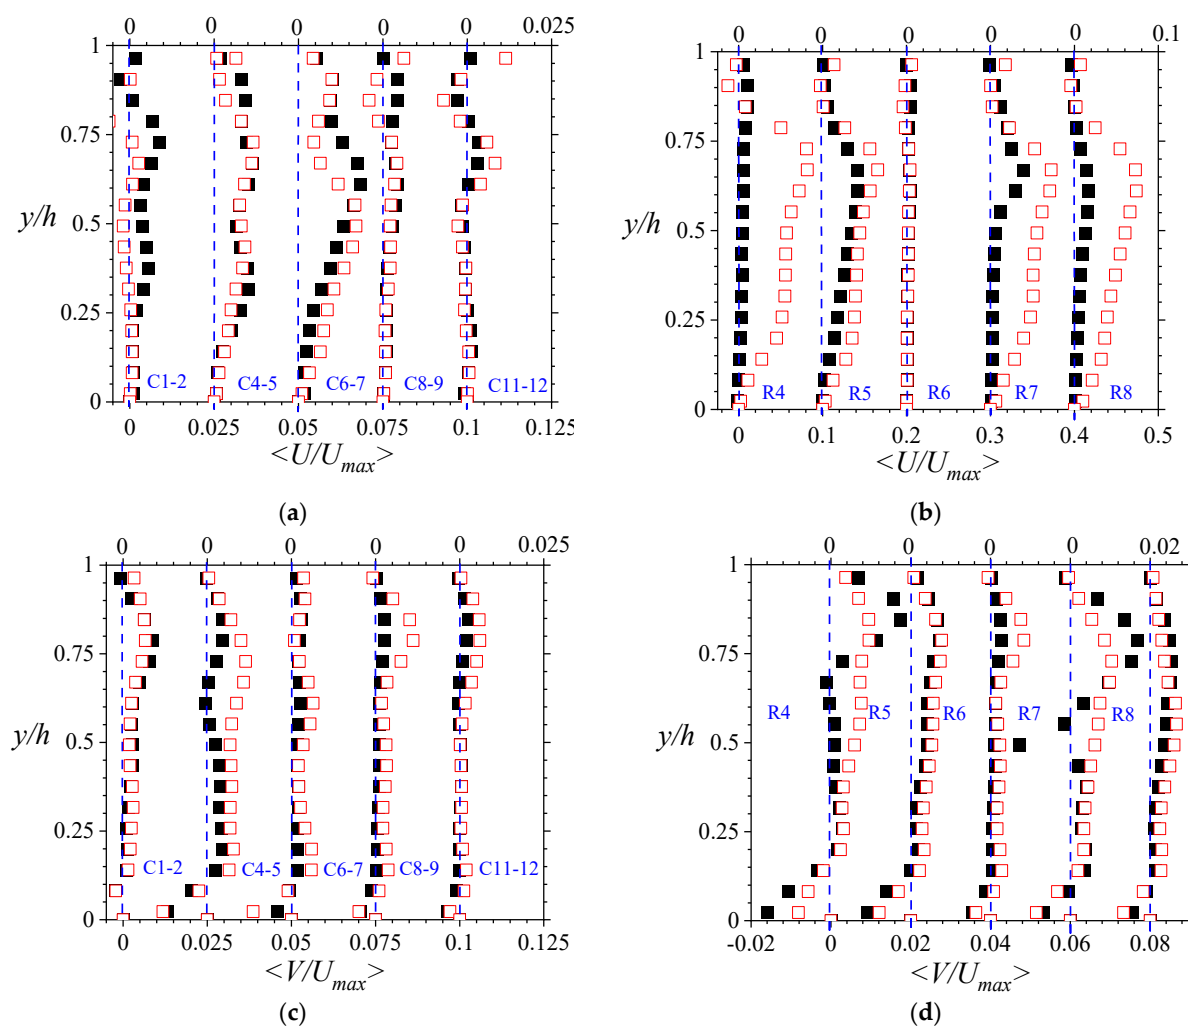 0 0 0 0 0 0.025
1
0.75
y/h
0.5
0.25
0
C1-2 C4-5 C6-7 C8-9 C11-12
0 0.025 0.05 0.075 0.1 0.125
<U/Umax>
(a)
0 0 0 0 0 0.1
1
0.75
y/h
0.5
0.25
0
R4 R5 R6 R7 R8
0 0.1 0.2 0.3 0.4 0.5
<U/Umax>
(b)
0 0 0 0 0 0.025
1
0.75
y/h
0.5
0.25
0
C1-2 C4-5 C6-7 C8-9 C11-12
0 0.025 0.05 0.075 0.1 0.125
<V/Umax>
(c)
0 0 0 0 0.02
1
0.75
y/h
0.5
0.25
0
R4 R5 R6 R7 R8
-0.02 0 0.02 0.04 0.06 0.08
<V/Umax>
(d)